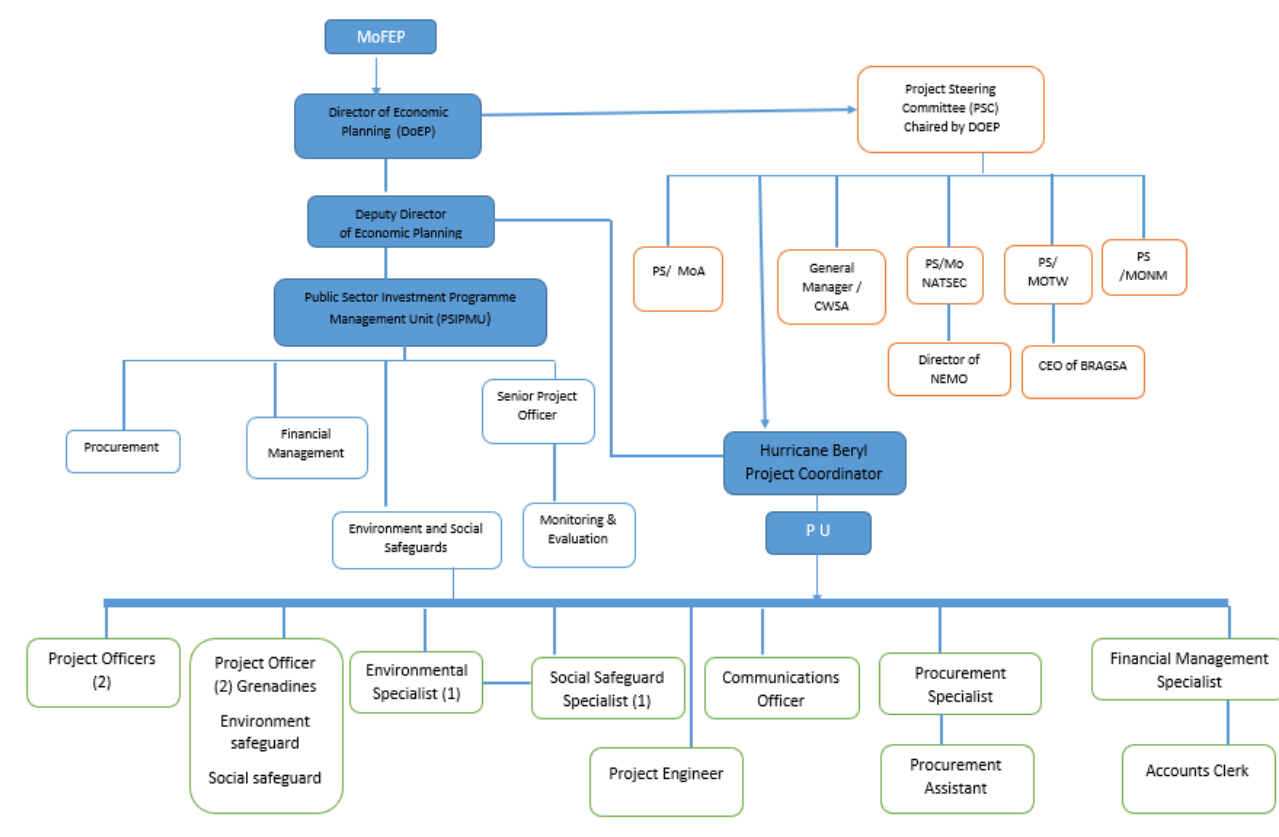 MoFEP
Director of Economic
Planning (DoEP)
Project Steering
Committee (PSC)
Chaired by DOEP
Deputy Director
of Economic Planning
PS/ MoA
General
Manager /
CWSA
PS/Mo
NATSEC
PS/
MOTW
PS
/MONM
Public Sector Investment Programme
Management Unit (PSIPMU)
Director of
NEMO
CEO of BRAGSA
Procurement
Financial
Management
Senior Project
Officer
Hurricane Beryl
Project Coordinator
Environment and Social
Safeguards
Monitoring &
Evaluation
P U
Project Officers
(2)
Project Officer
(2) Grenadines
Environment
safeguard
Social safeguard
Environmental
Specialist (1)
Social Safeguard
Specialist (1)
Communications
Officer
Procurement
Specialist
Financial Management
Specialist
Project Engineer
Procurement
Assistant
Accounts Clerk